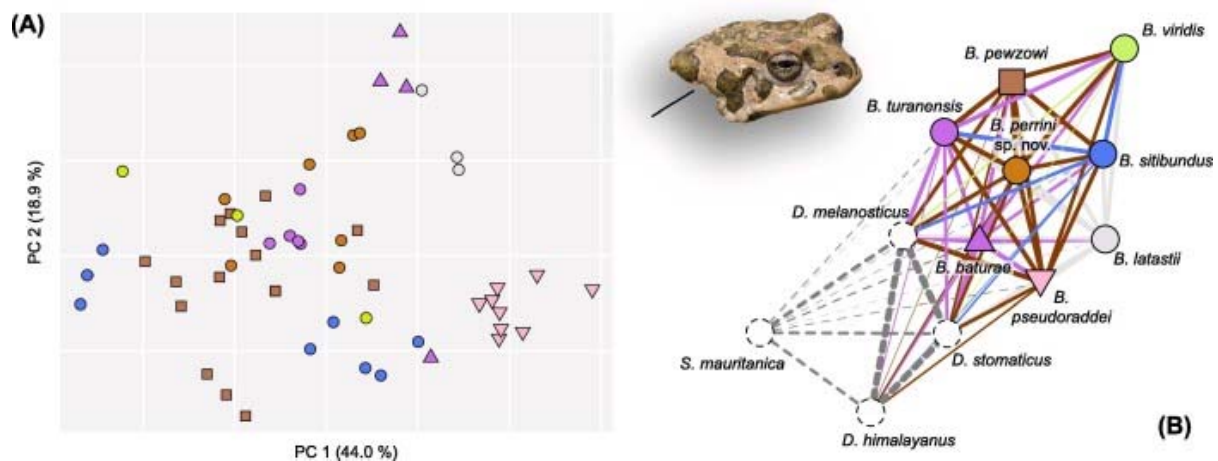 (A)
PC 2 (18.9 %)
PC 1 (44.0 %)
B. viridis
B. pewzowi
B. turanensis
B. perrini
sp. nov.
B. sitibundus
D. melanosticus
B. baturae
B. latastii
B.
pseudoraddei
S. mauritanica
D. stomaticus
D. himalayanus
(B)